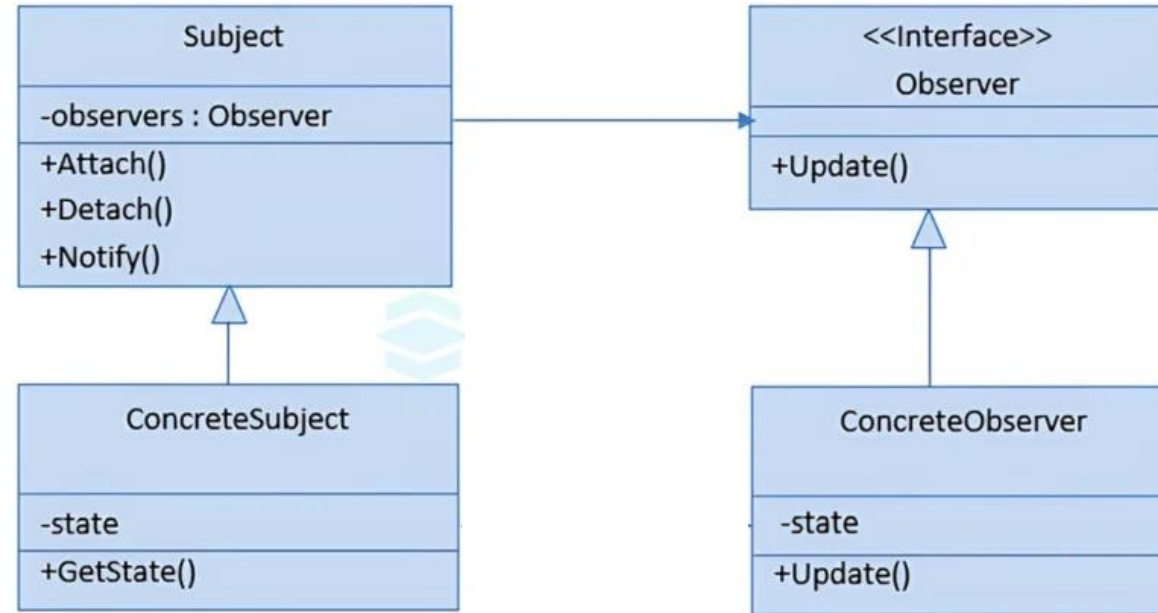 Subject
-observers : Observer
+Attach()
+Detach()
+Notify()
<<Interface>>
Observer
+Update()
ConcreteSubject
-state
+GetState()
ConcreteObserver
-state
+Update()